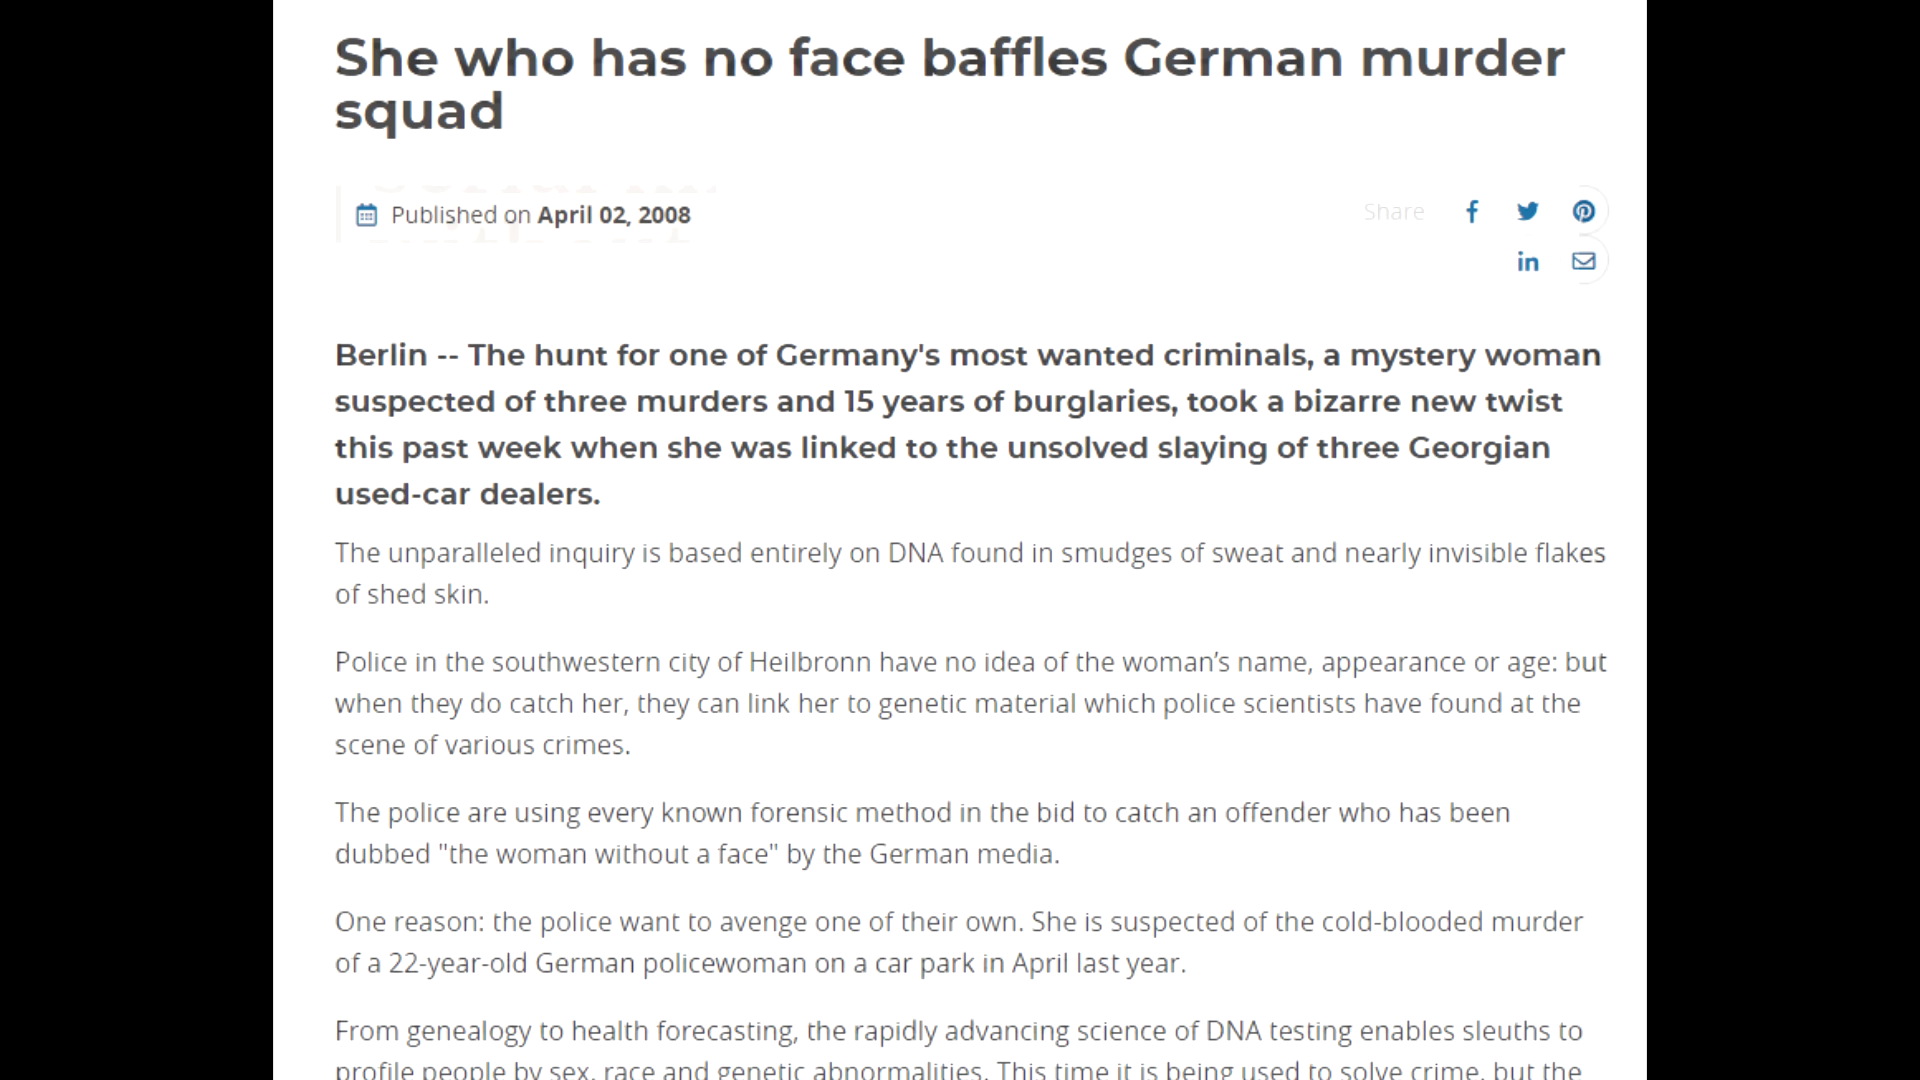 She who has no face baffles German murder
squad
Published on April 02, 2008
Share
Berlin -- The hunt for one of Germany's most wanted criminals, a mystery woman
suspected of three murders and 15 years of burglaries, took a bizarre new twist
this past week when she was linked to the unsolved slaying of three Georgian
used-car dealers.
The unparalleled inquiry is based entirely on DNA found in smudges of sweat and nearly invisible flakes
of shed skin.
Police in the southwestern city of Heilbronn have no idea of the woman’s name, appearance or age: but
when they do catch her, they can link her to genetic material which police scientists have found at the
scene of various crimes.
The police are using every known forensic method in the bid to catch an offender who has been
dubbed "the woman without a face" by the German media.
One reason: the police want to avenge one of their own. She is suspected of the cold-blooded murder
of a 22-year-old German policewoman on a car park in April last year.
From genealogy to health forecasting, the rapidly advancing science of DNA testing enables sleuths to
profile people by sex, race and genetic abnormalities. This time it is being used to solve crime, but the